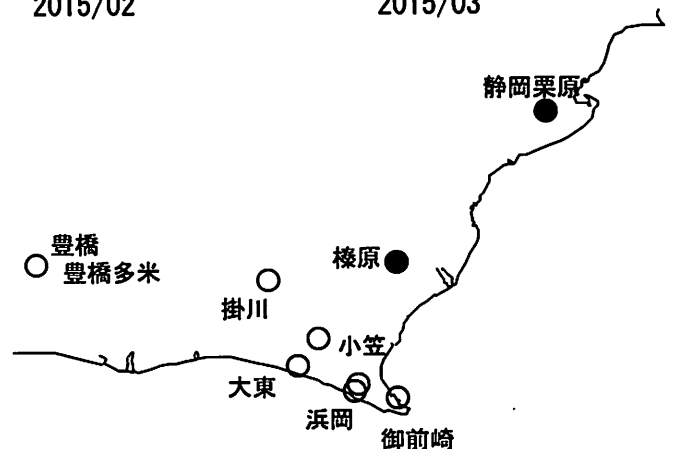 2015/02
2015/03
静岡栗原
豊橋
豊橋多米
榛原
掛川
小笠
大東
浜岡
御前崎